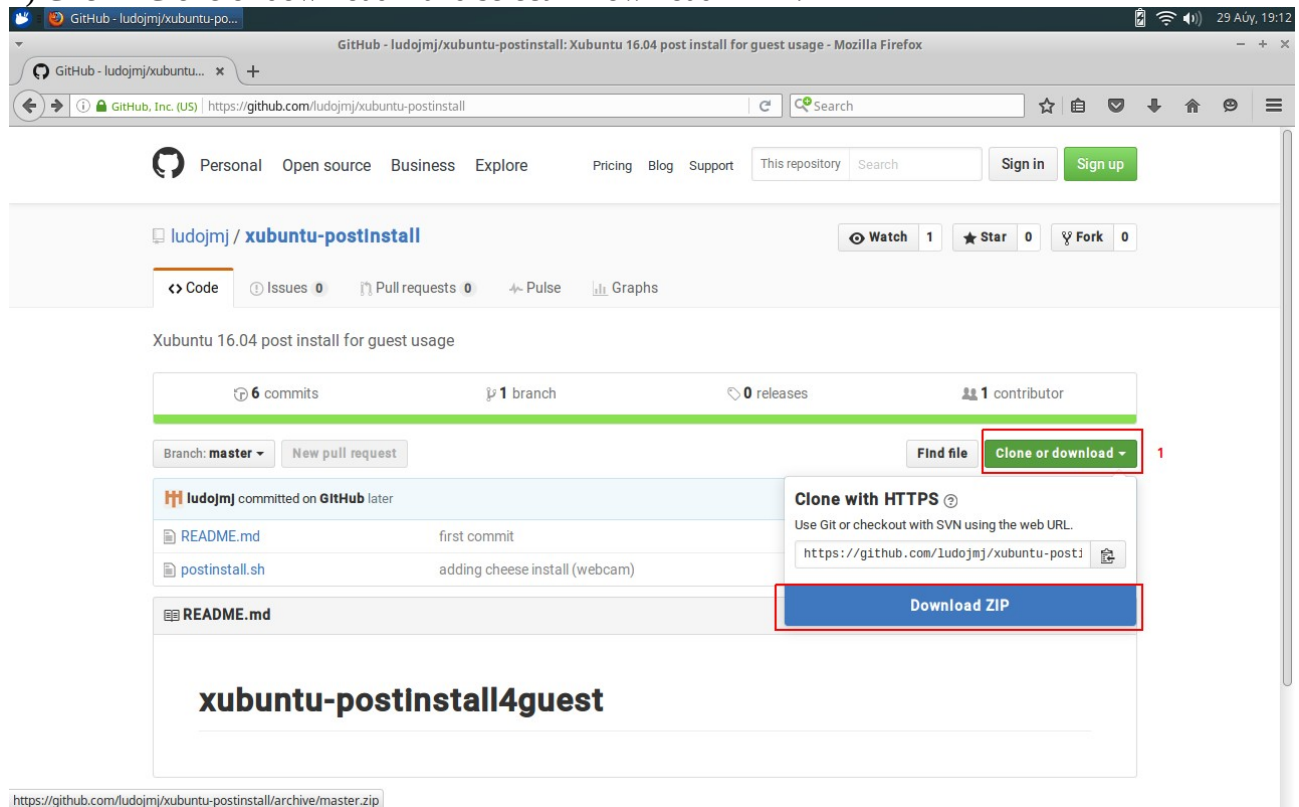 GitHub - ludojmj/xubuntu-po...
29 Αύγ, 19:12
GitHub - ludojmj/xubuntu-postinstall: Xubuntu 16.04 post install for guest usage - Mozilla Firefox
GitHub - ludojmj/xubuntu...
GitHub, Inc. (US) https://github.com/ludojmj/xubuntu-postinstall Search
Personal Open source Business Explore Pricing Blog Support This repository Search Sign in Sign up
ludojmj / xubuntu-postinstall Watch 1 Star 0 Fork 0
Code Issues 0 Pull requests 0 Pulse Graphs
Xubuntu 16.04 post install for guest usage
6 commits 1 branch 0 releases 1 contributor
Branch: master New pull request Find file Clone or download 1
ludojmj committed on GitHub later
Clone with HTTPS
Use Git or checkout with SVN using the web URL.
README.md first commit
https://github.com/ludojmj/xubuntu-posti
postinstall.sh adding cheese install (webcam)
Download ZIP
README.md
xubuntu-postinstall4guest
https://github.com/ludojmj/xubuntu-postinstall/archive/master.zip